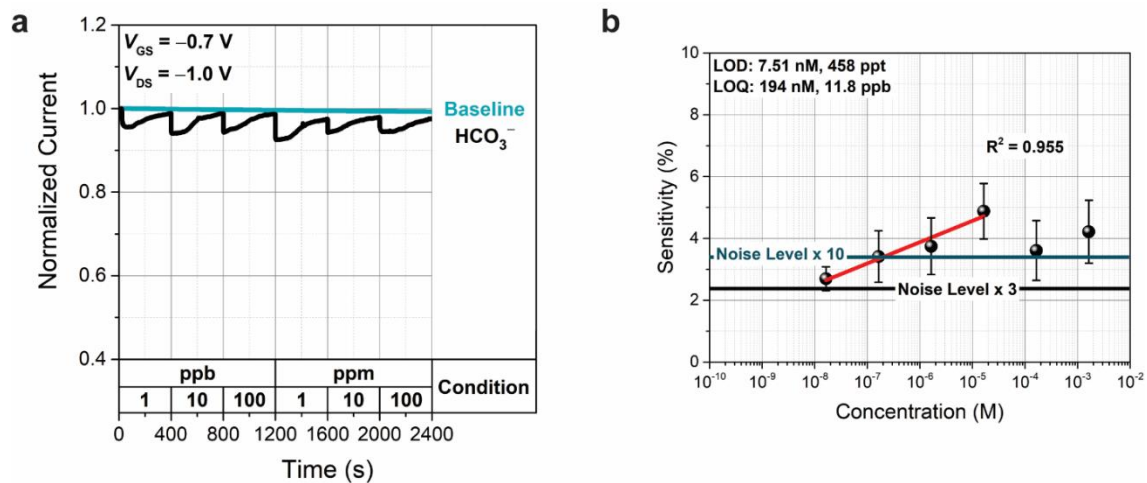 a
V_GS = −0.7 V
V_DS = −1.0 V
Baseline
HCO₃⁻
Normalized Current
1.2
1.0
0.8
0.6
0.4
ppb ppm Condition
1 10 100 1 10 100
0 400 800 1200 1600 2000 2400
Time (s)
b
LOD: 7.51 nM, 458 ppt
LOQ: 194 nM, 11.8 ppb
R² = 0.955
Noise Level x 10
Noise Level x 3
Sensitivity (%)
10
8
6
4
2
0
10⁻¹⁰ 10⁻⁹ 10⁻⁸ 10⁻⁷ 10⁻⁶ 10⁻⁵ 10⁻⁴ 10⁻³ 10⁻²
Concentration (M)